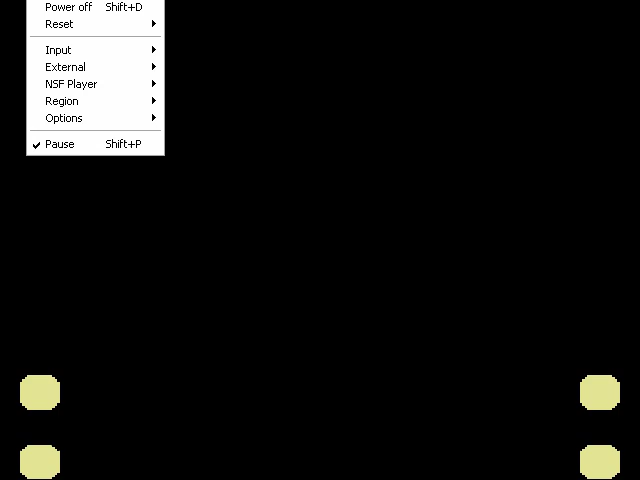 Power off Shift+D
Reset
Input
External
NSF Player
Region
Options
Pause Shift+P